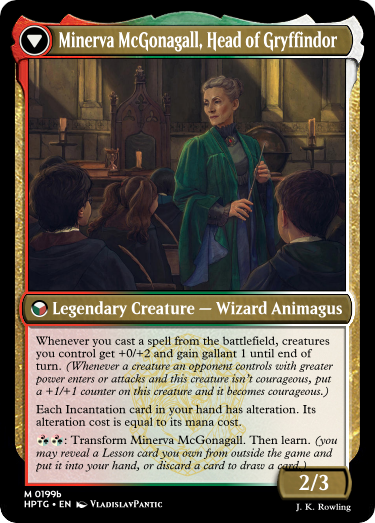 Minerva McGonagall, Head of Gryffindor
Legendary Creature — Wizard Animagus
Whenever you cast a spell from the battlefield, creatures
you control get +0/+2 and gain gallant 1 until end of
turn. (Whenever a creature an opponent controls with greater
power enters or attacks and this creature isn't courageous, put
a +1/+1 counter on this creature and it becomes courageous.)
Each Incantation card in your hand has alteration. Its
alteration cost is equal to its mana cost.
: Transform Minerva McGonagall. Then learn. (you
may reveal a Lesson card you own from outside the game and
put it into your hand, or discard a card to draw a card.)
2/3
M 0199b
HPTG • EN VladislavPantic
J. K. Rowling